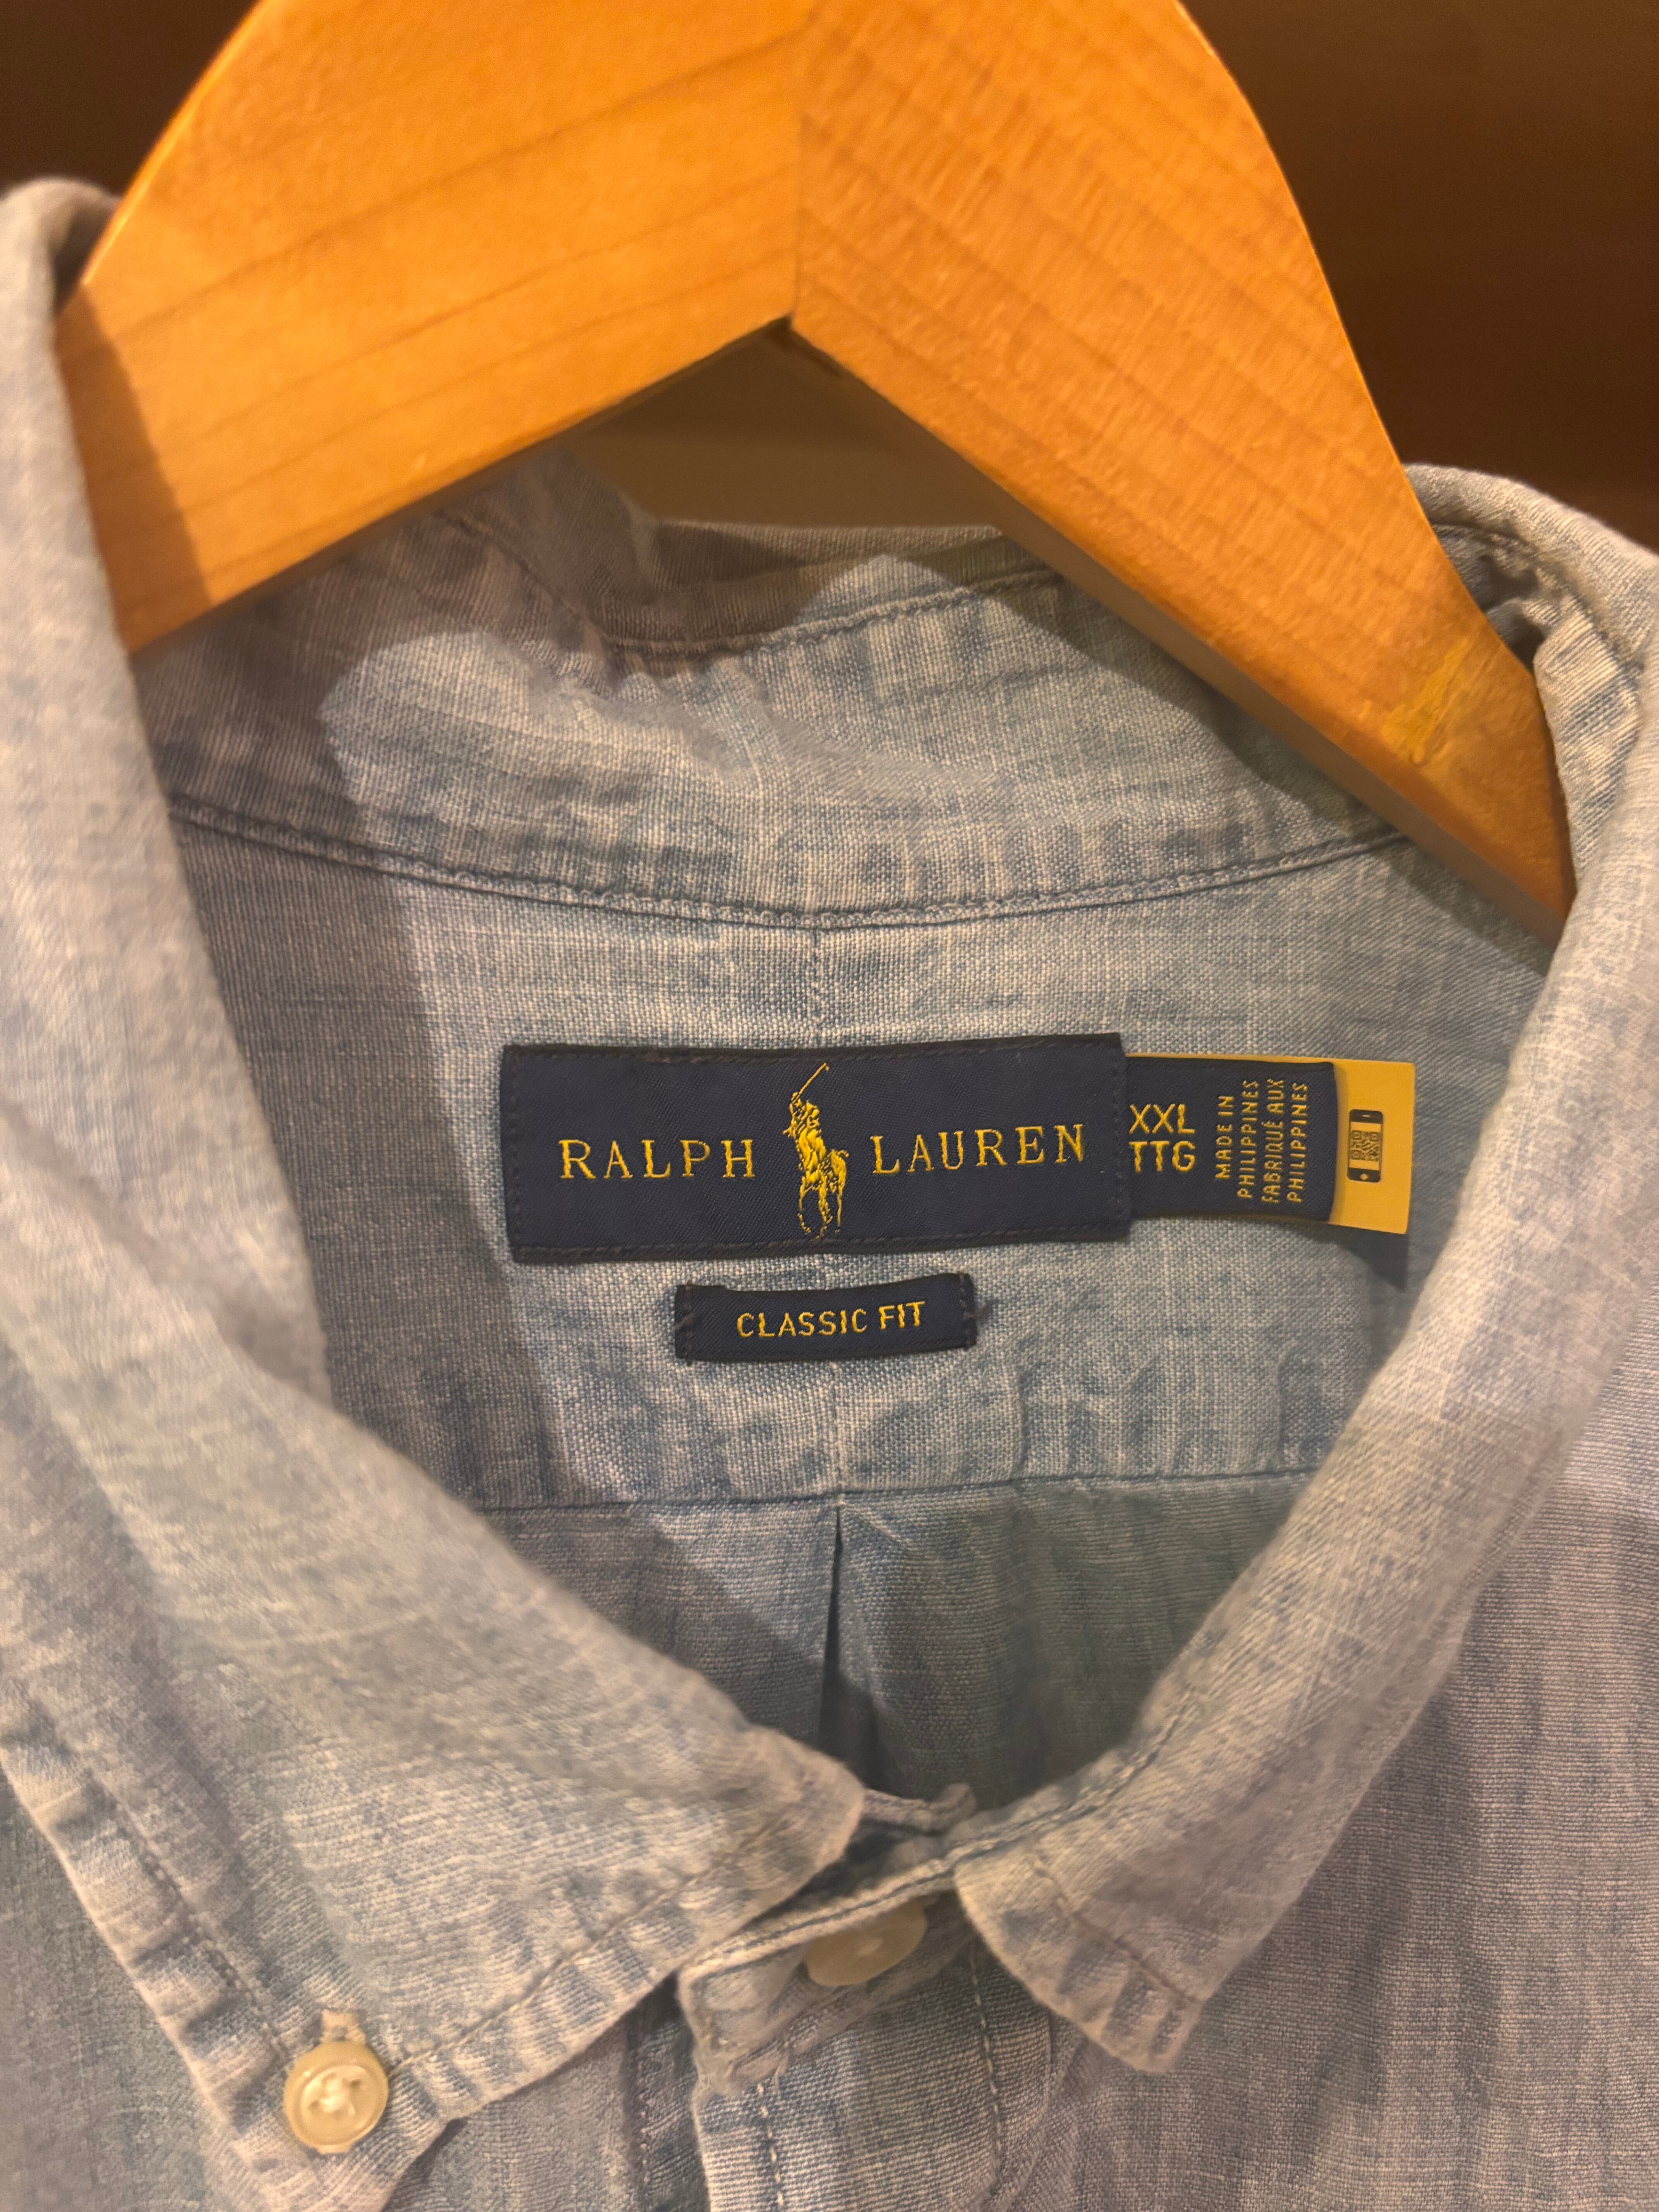 RALPH LAUREN
XXL
TTG
MADE IN
PHILIPPINES
FABRIQUÉ AUX
PHILIPPINES
CLASSIC FIT